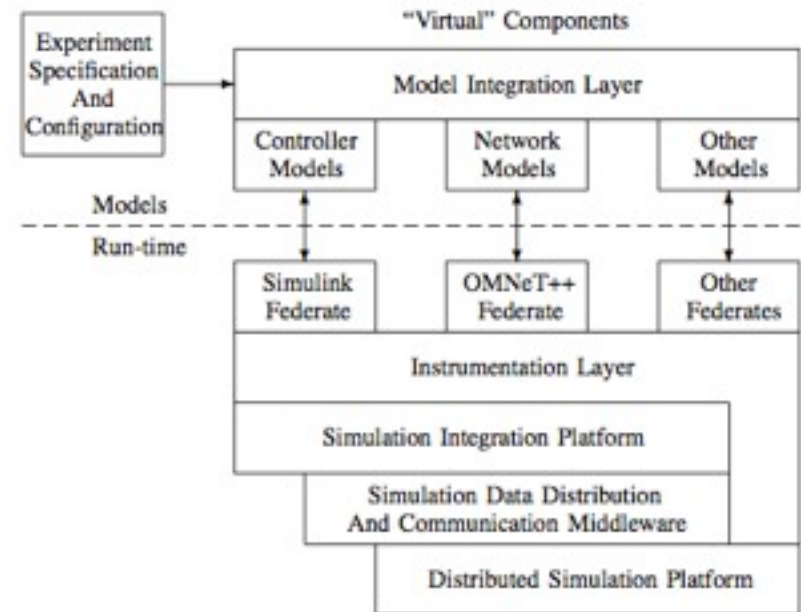 “Virtual” Components
Experiment
Specification
And
Configuration
Model Integration Layer
Controller
Models
Network
Models
Other
Models
Models
Run-time
Simulink
Federate
OMNeT++
Federate
Other
Federates
Instrumentation Layer
Simulation Integration Platform
Simulation Data Distribution
And Communication Middleware
Distributed Simulation Platform